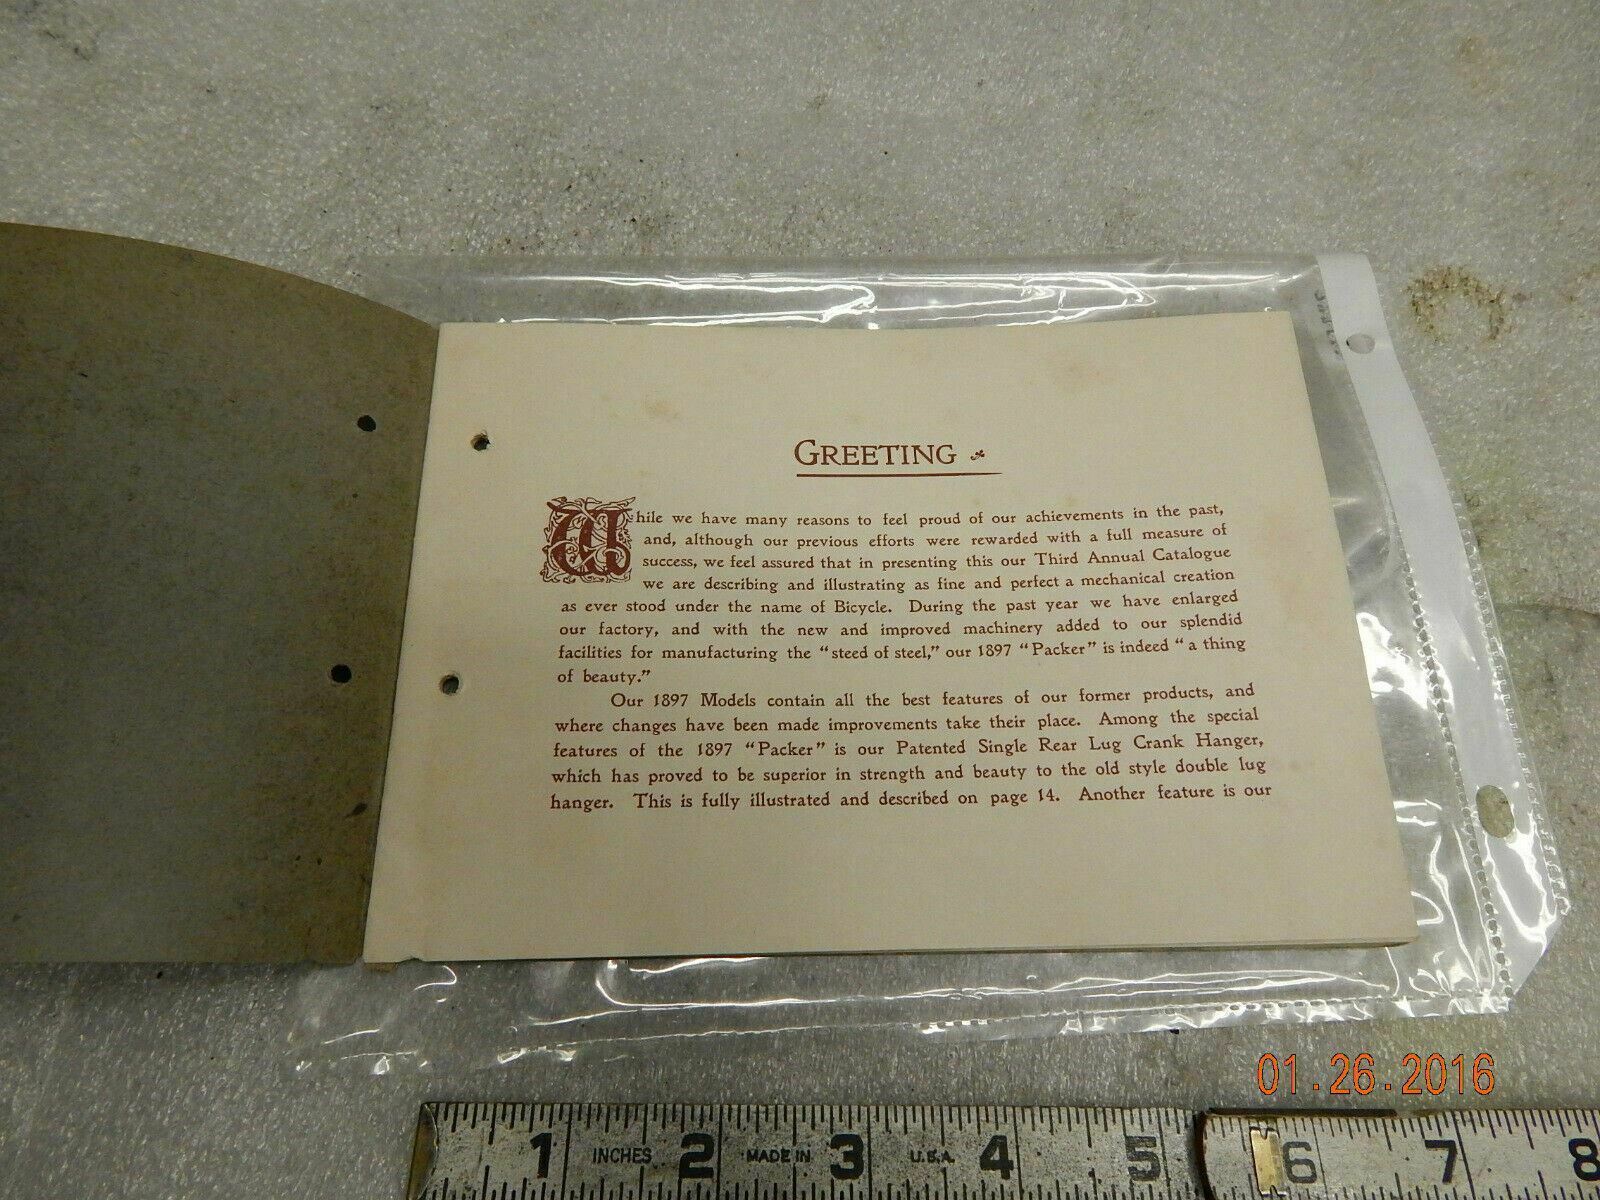 GREETING
While we have many reasons to feel proud of our achievements in the past,
and, although our previous efforts were rewarded with a full measure of
success, we feel assured that in presenting this our Third Annual Catalogue
we are describing and illustrating as fine and perfect a mechanical creation
as ever stood under the name of Bicycle. During the past year we have enlarged
our factory, and with the new and improved machinery added to our splendid
facilities for manufacturing the "steed of steel," our 1897 "Packer" is indeed "a thing
of beauty."
Our 1897 Models contain all the best features of our former products, and
where changes have been made improvements take their place. Among the special
features of the 1897 "Packer" is our Patented Single Rear Lug Crank Hanger,
which has proved to be superior in strength and beauty to the old style double lug
hanger. This is fully illustrated and described on page 14. Another feature is our
01.26.2016
1 INCHES 2 MADE IN 3 U.S.A. 4 5 6 7 8